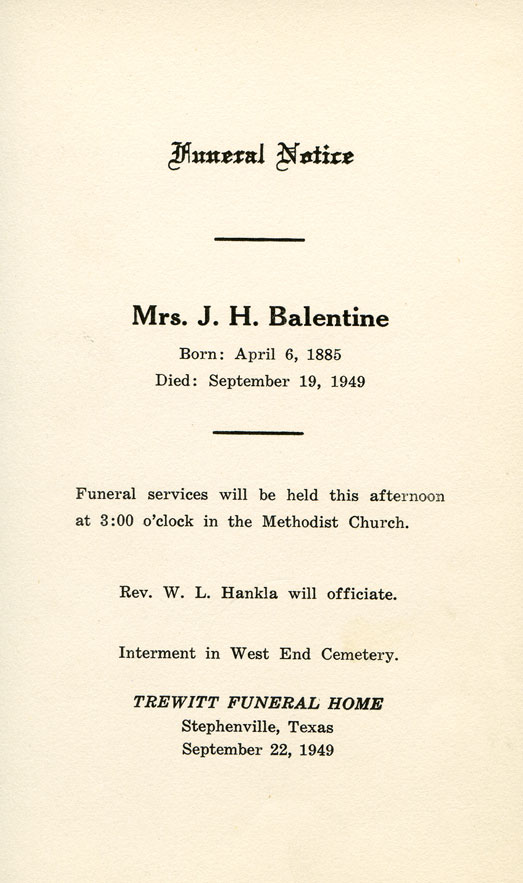 Funeral Notice
Mrs. J. H. Balentine
Born: April 6, 1885
Died: September 19, 1949
Funeral services will be held this afternoon
at 3:00 o'clock in the Methodist Church.
Rev. W. L. Hankla will officiate.
Interment in West End Cemetery.
TREWITT FUNERAL HOME
Stephenville, Texas
September 22, 1949